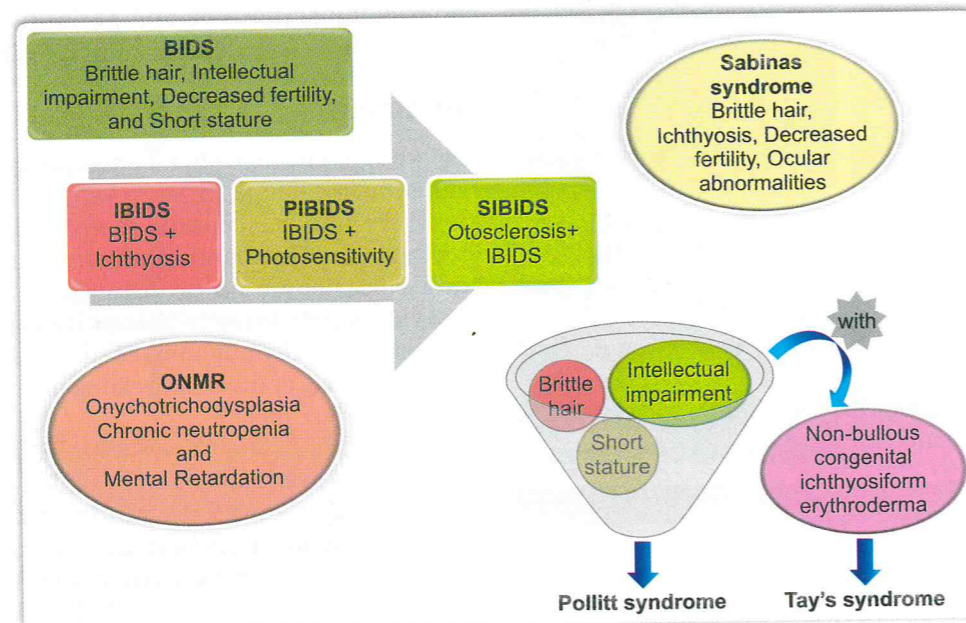 BIDS
Brittle hair, Intellectual
impairment, Decreased fertility,
and Short stature
Sabinas
syndrome
Brittle hair,
Ichthyosis, Decreased
fertility, Ocular
abnormalities
IBIDS
BIDS +
Ichthyosis
PIBIDS
IBIDS +
Photosensitivity
SIBIDS
Otosclerosis+
IBIDS
ONMR
Onychotrichodysplasia
Chronic neutropenia
and
Mental Retardation
with
Brittle
hair
Intellectual
impairment
Short
stature
Non-bullous
congenital
ichthyosiform
erythroderma
Pollitt syndrome
Tay's syndrome